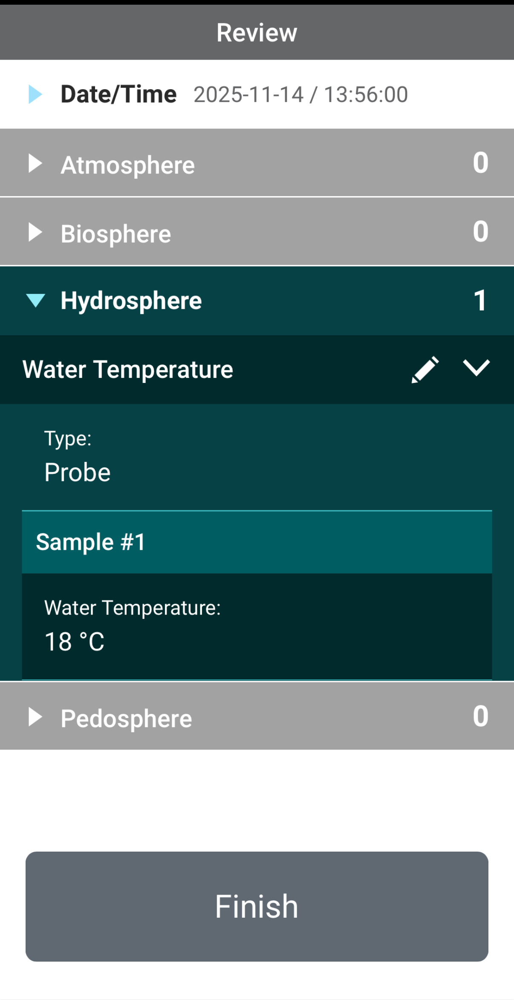 Review
Date/Time 2025-11-14 / 13:56:00
Atmosphere 0
Biosphere 0
Hydrosphere 1
Water Temperature
Type:
Probe
Sample #1
Water Temperature:
18 °C
Pedosphere 0
Finish